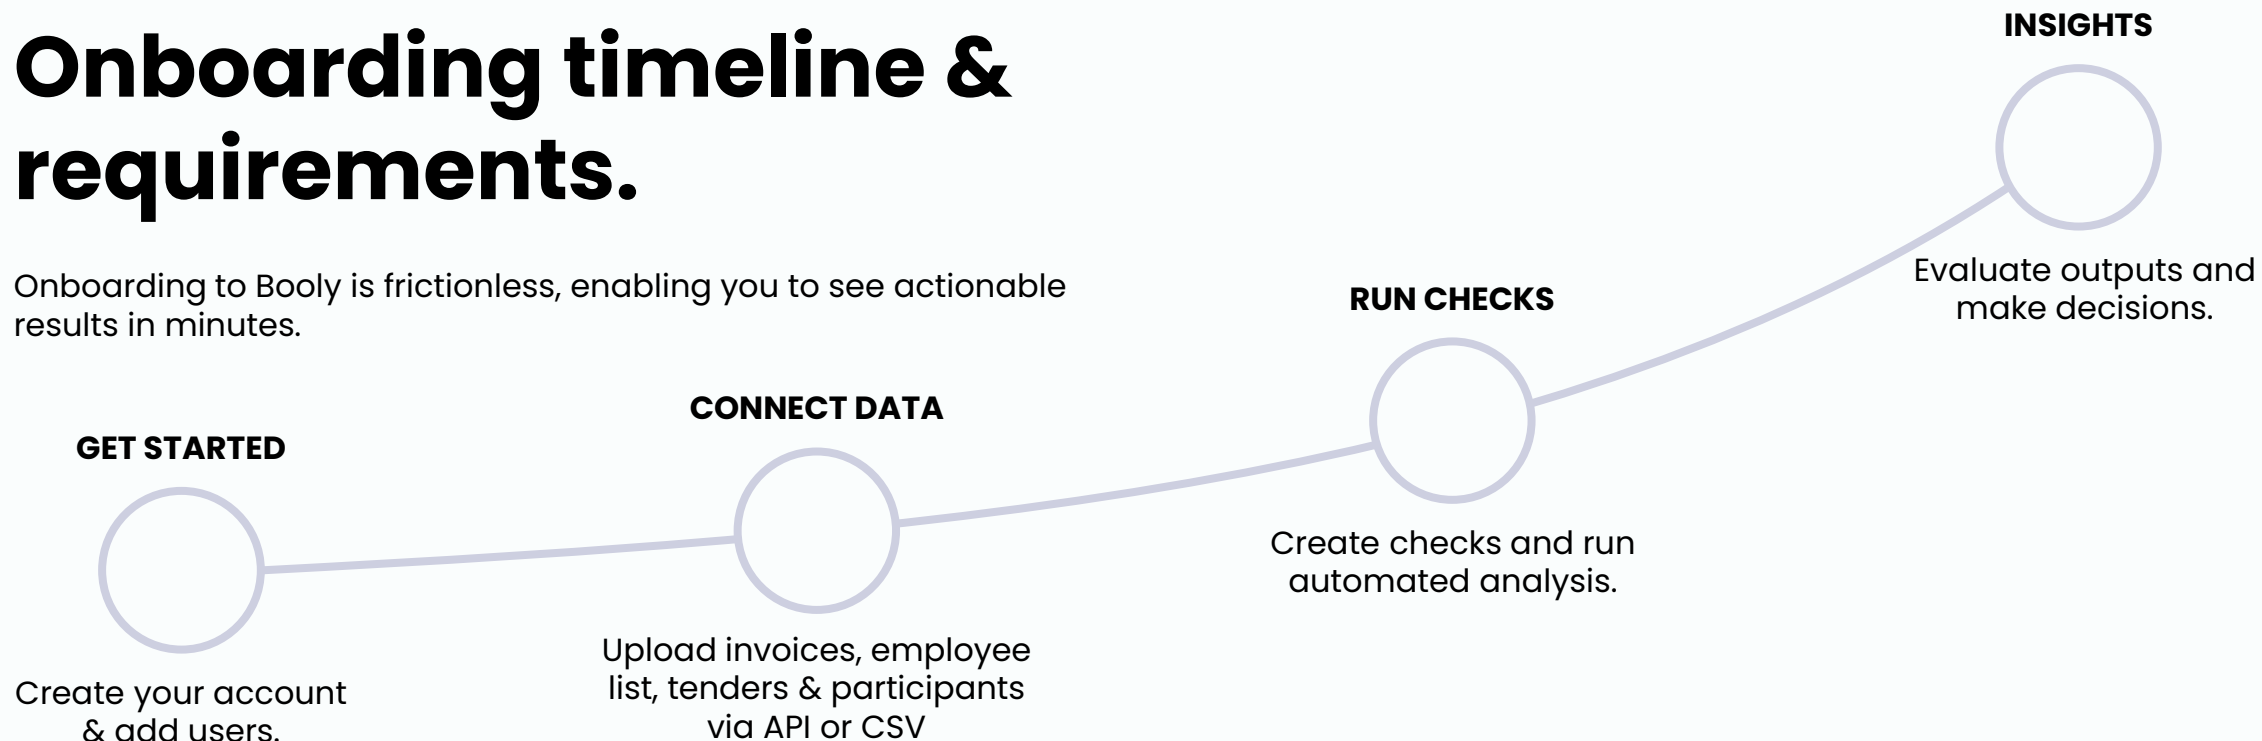 Onboarding timeline &
requirements.
Onboarding to Booly is frictionless, enabling you to see actionable
results in minutes.
GET STARTED
Create your account
& add users.
CONNECT DATA
Upload invoices, employee
list, tenders & participants
via API or CSV
RUN CHECKS
Create checks and run
automated analysis.
INSIGHTS
Evaluate outputs and
make decisions.